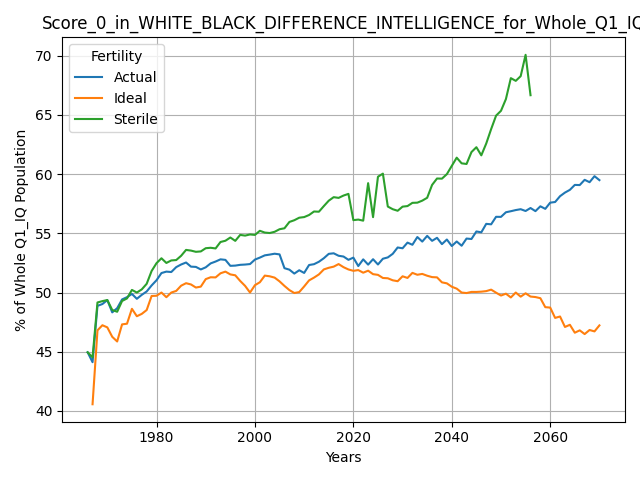 Score_0_in_WHITE_BLACK_DIFFERENCE_INTELLIGENCE_for_Whole_Q1_IQ
Fertility
Actual
Ideal
Sterile
70
65
60
55
50
45
40
% of Whole Q1_IQ Population
1980 2000 2020 2040 2060
Years